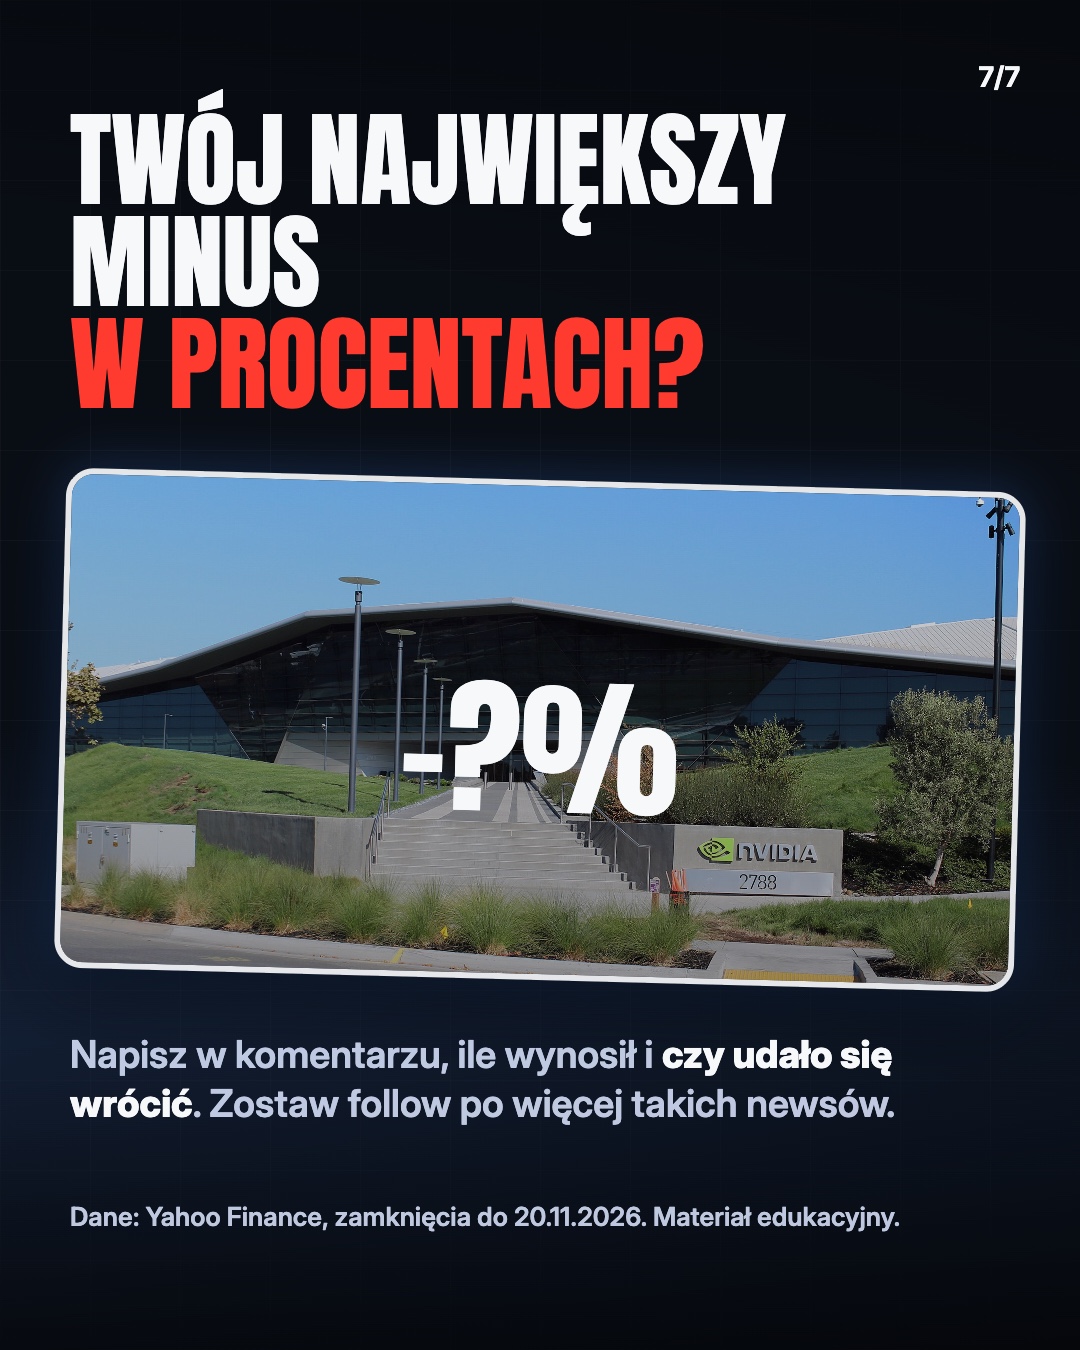 7/7
TWÓJ NAJWIĘKSZY
MINUS
W PROCENTACH?
-?%
NVIDIA
2788
Napisz w komentarzu, ile wynosił i czy udało się
wrócić. Zostaw follow po więcej takich newsów.
Dane: Yahoo Finance, zamknięcia do 20.11.2026. Materiał edukacyjny.